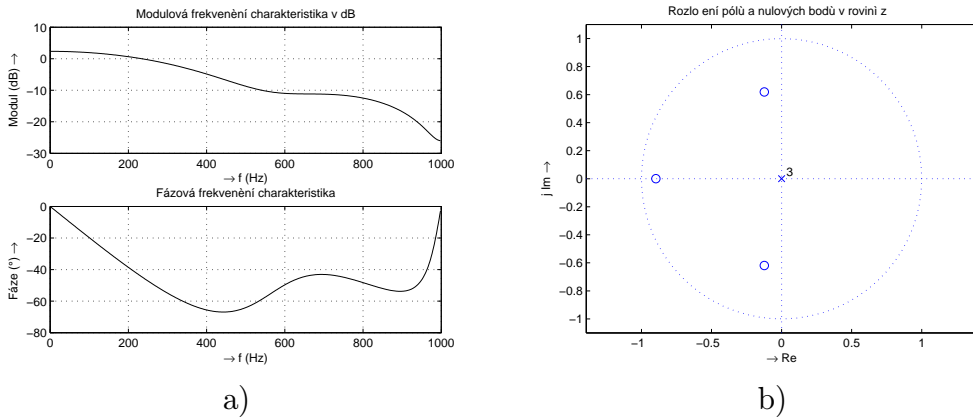 Modulová frekvenèní charakteristika v dB
10
0
−10
−20
−30
Modul (dB) →
0 200 400 600 800 1000
→ f (Hz)
Fázová frekvenèní charakteristika
0
−20
−40
−60
−80
Fáze (°) →
0 200 400 600 800 1000
→ f (Hz)
a)
Rozlo ení pólù a nulových bodù v rovinì z
1
0.8
0.6
0.4
0.2
0
−0.2
−0.4
−0.6
−0.8
−1
j Im →
3
−1 −0.5 0 0.5 1
→ Re
b)